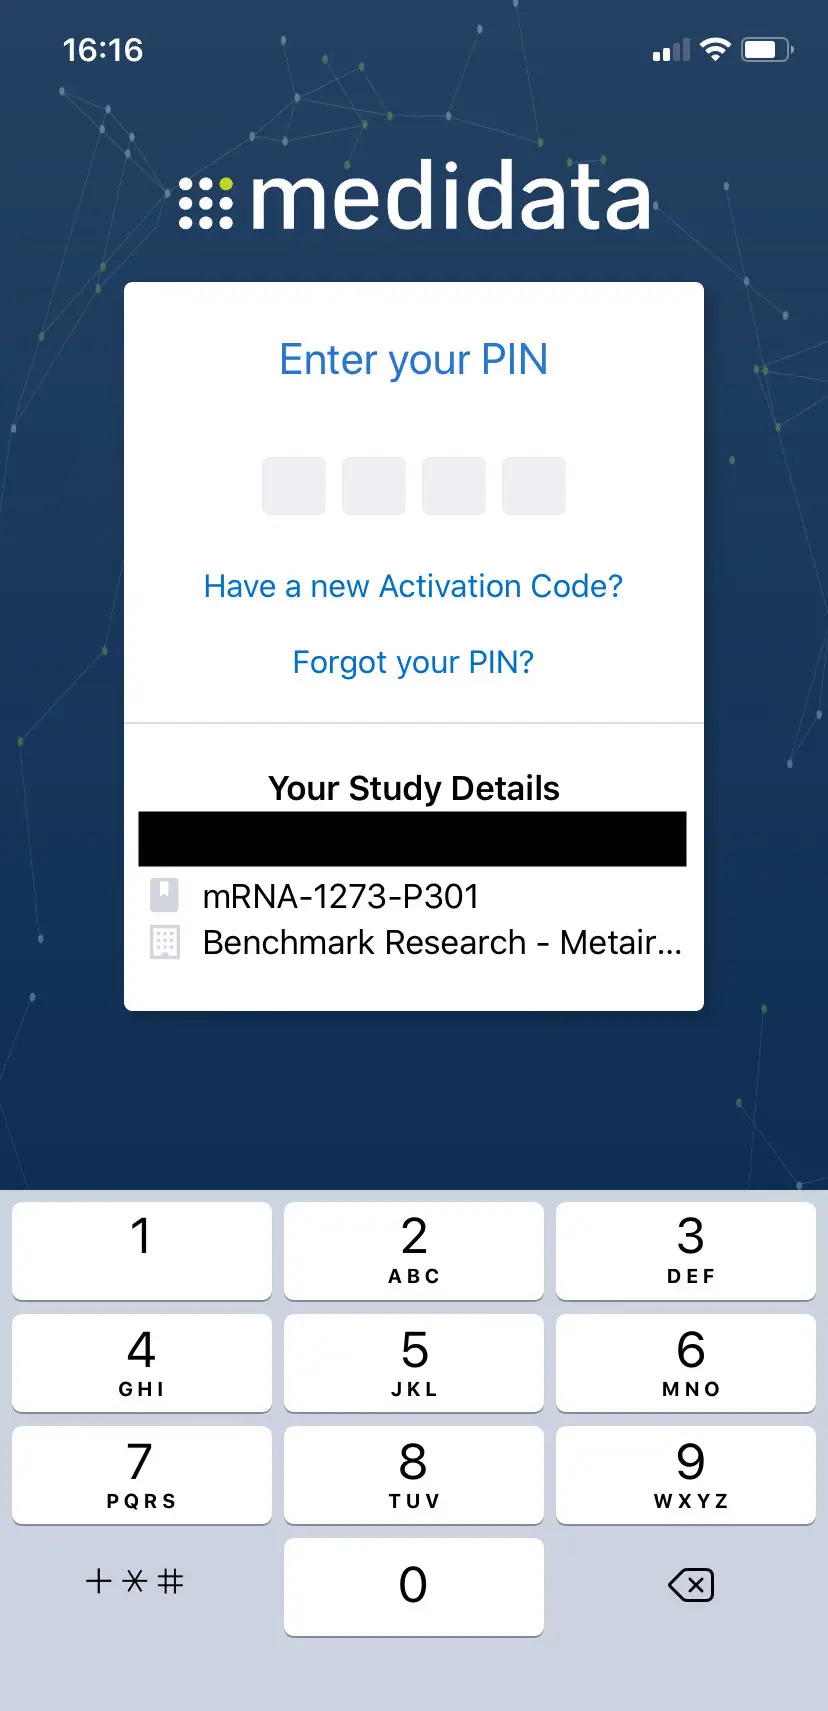 16:16
medidata
Enter your PIN
Have a new Activation Code?
Forgot your PIN?
Your Study Details
mRNA-1273-P301
Benchmark Research - Metair...
1
2
ABC
3
DEF
4
GHI
5
JKL
6
MNO
7
PQRS
8
TUV
9
WXYZ
+*#
0